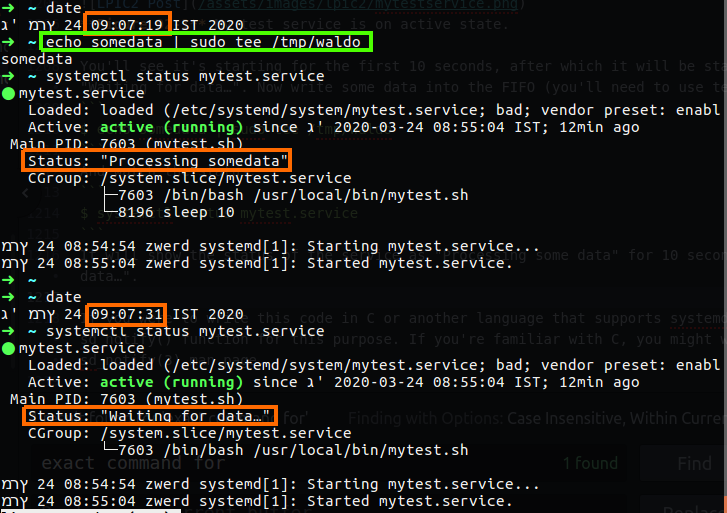 ➜ ~ date
ג' מרץ 24 09:07:19 IST 2020
➜ ~ echo somedata | sudo tee /tmp/waldo
somedata
➜ ~ systemctl status mytest.service
● mytest.service
Loaded: loaded (/etc/systemd/system/mytest.service; bad; vendor preset: enabl
Active: active (running) since ג' 2020-03-24 08:55:04 IST; 12min ago
Main PID: 7603 (mytest.sh)
Status: "Processing somedata"
CGroup: /system.slice/mytest.service
├─7603 /bin/bash /usr/local/bin/mytest.sh
└─8196 sleep 10
מרץ 24 08:54:54 zwerd systemd[1]: Starting mytest.service...
מרץ 24 08:55:04 zwerd systemd[1]: Started mytest.service.
➜ ~
➜ ~ date
ג' מרץ 24 09:07:31 IST 2020
➜ ~ systemctl status mytest.service
● mytest.service
Loaded: loaded (/etc/systemd/system/mytest.service; bad; vendor preset: enabl
Active: active (running) since ג' 2020-03-24 08:55:04 IST; 12min ago
Main PID: 7603 (mytest.sh)
Status: "Waiting for data…"
CGroup: /system.slice/mytest.service
└─7603 /bin/bash /usr/local/bin/mytest.sh
Finding with Options: Case Insensitive, Within Curren
exact command for
1 found
Find
מרץ 24 08:54:54 zwerd systemd[1]: Starting mytest.service...
מרץ 24 08:55:04 zwerd systemd[1]: Started mytest.service.